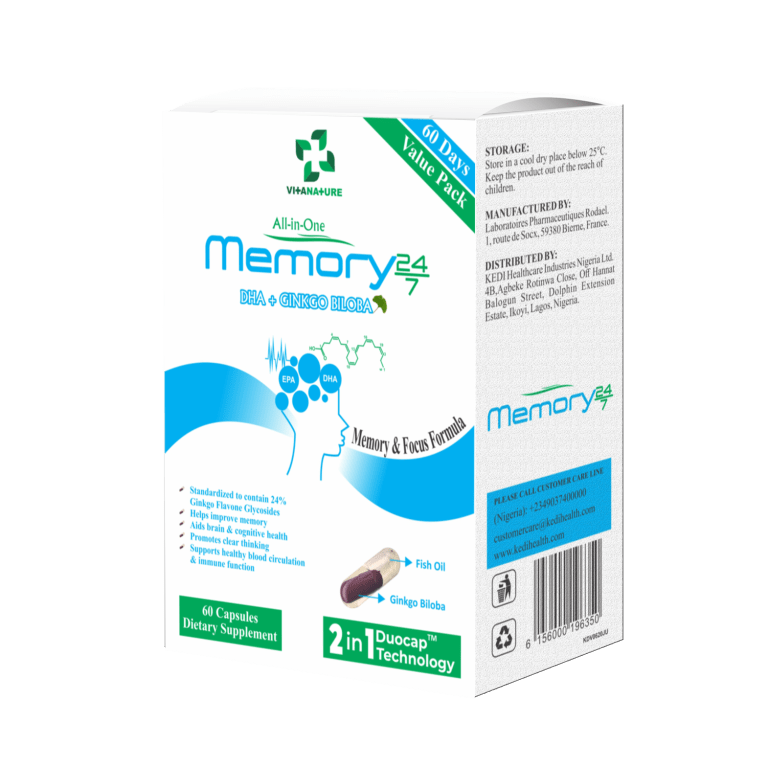 VITANATURE
60 Days
Value Pack
All-in-One
Memory 24/7
DHA + GINKGO BILOBA
HO
EPA
DHA
Memory & Focus Formula
Standardized to contain 24%
Ginkgo Flavone Glycosides
Helps improve memory
Aids brain & cognitive health
Promotes clear thinking
Supports healthy blood circulation
& immune function
Fish Oil
Ginkgo Biloba
60 Capsules
Dietary Supplement
2 in 1 Duocap™
Technology
STORAGE:
Store in a cool dry place below 25°C.
Keep the product out of the reach of
children.
MANUFACTURED BY:
Laboratoires Pharmaceutiques Rodael.
1, route de Socx, 59380 Bierne, France.
DISTRIBUTED BY:
KEDI Healthcare Industries Nigeria Ltd.
4B,Agbeke Rotinwa Close, Off Hannat
Balogun Street, Dolphin Extension
Estate, Ikoyi, Lagos, Nigeria.
Memory 24/7
PLEASE CALL CUSTOMER CARE LINE
(Nigeria): +2349037400000
customercare@kedihealth.com
www.kedihealth.com
6 156000 196350